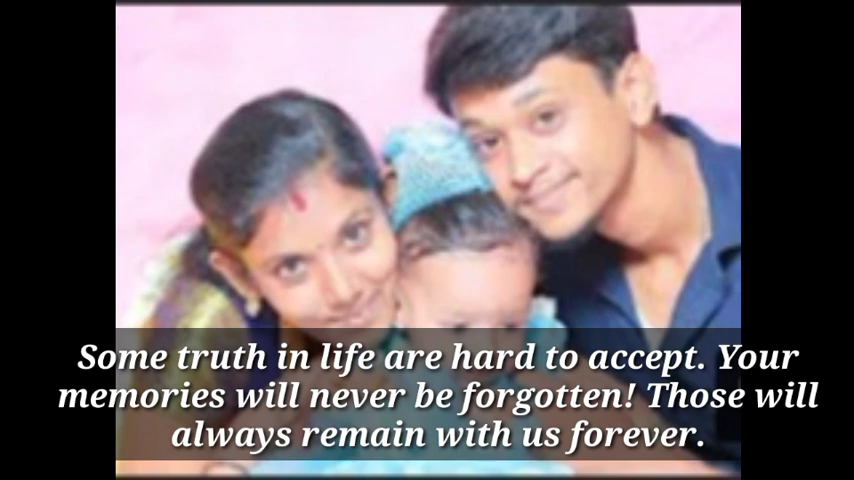 Some truth in life are hard to accept. Your
memories will never be forgotten! Those will
always remain with us forever.